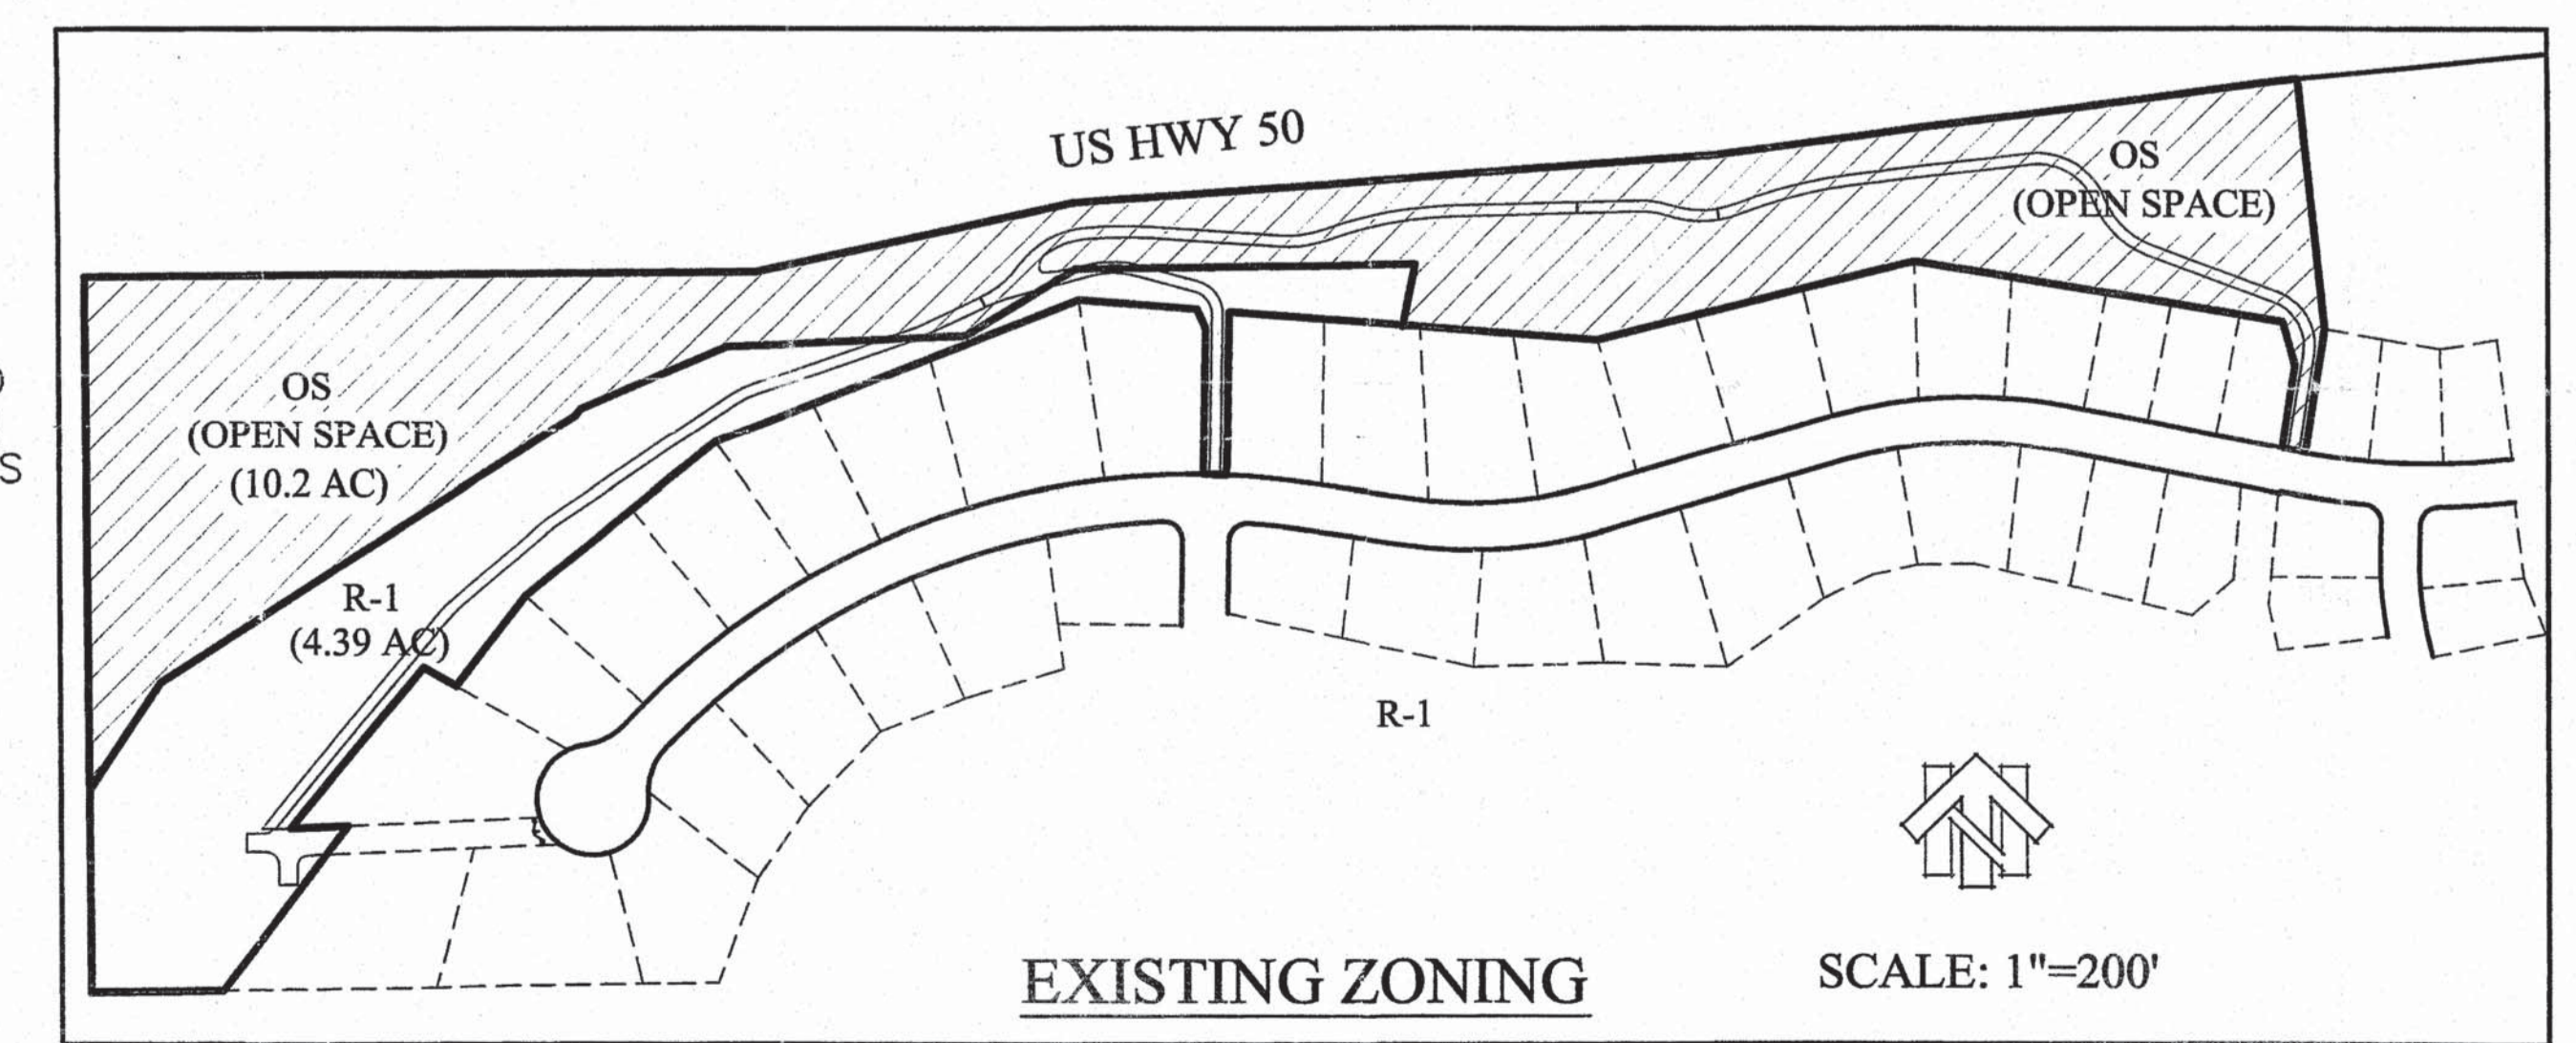 US HWY 50
OS
(OPEN SPACE)
OS
(OPEN SPACE)
(10.2 AC)
S
R-1
(4.39 AC)
R-1
N
EXISTING ZONING
SCALE: 1"=200'